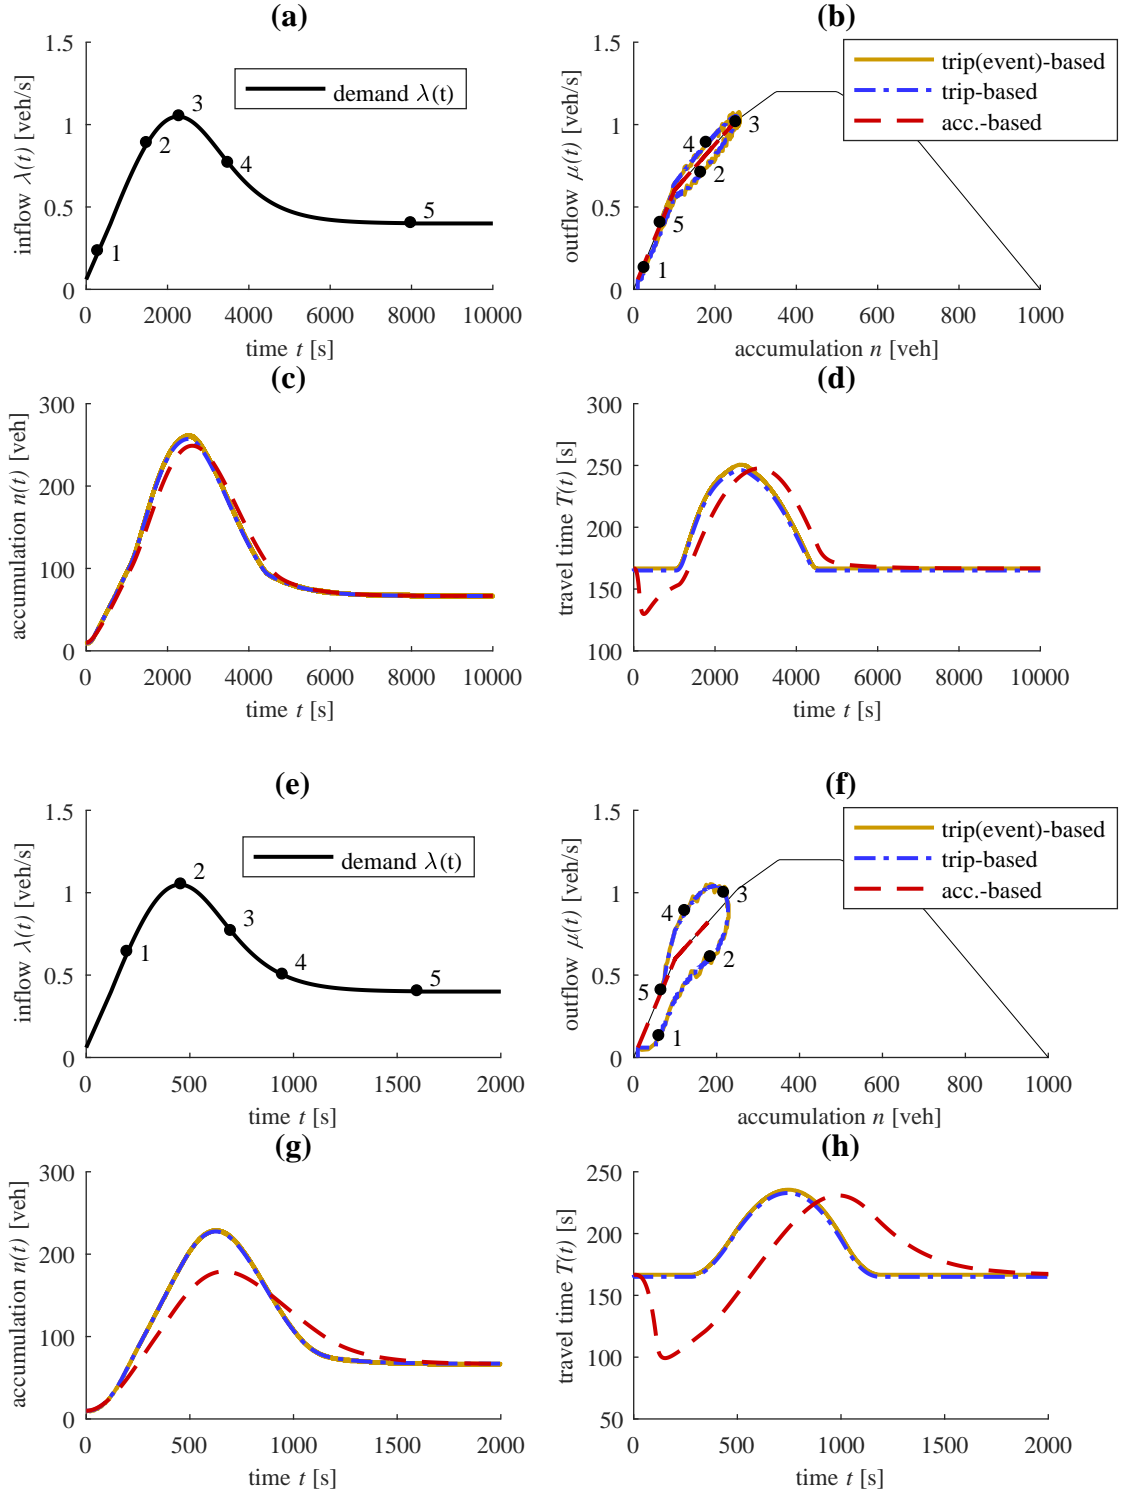 (a)
inflow λ(t) [veh/s]
1.5
1
0.5
0
demand λ(t)
1
2
3
4
5
0 2000 4000 6000 8000 10000
time t [s]
(b)
outflow μ(t) [veh/s]
1.5
1
0.5
0
trip(event)-based
trip-based
acc.-based
4
3
2
5
1
0 200 400 600 800 1000
accumulation n [veh]
(c)
accumulation n(t) [veh]
300
200
100
0
0 2000 4000 6000 8000 10000
time t [s]
(d)
travel time T(t) [s]
300
250
200
150
100
0 2000 4000 6000 8000 10000
time t [s]
(e)
inflow λ(t) [veh/s]
1.5
1
0.5
0
demand λ(t)
1
2
3
4
5
0 500 1000 1500 2000
time t [s]
(f)
outflow μ(t) [veh/s]
1.5
1
0.5
0
trip(event)-based
trip-based
acc.-based
3
4
2
5
1
0 200 400 600 800 1000
accumulation n [veh]
(g)
accumulation n(t) [veh]
300
200
100
0
0 500 1000 1500 2000
time t [s]
(h)
travel time T(t) [s]
250
200
150
100
50
0 500 1000 1500 2000
time t [s]